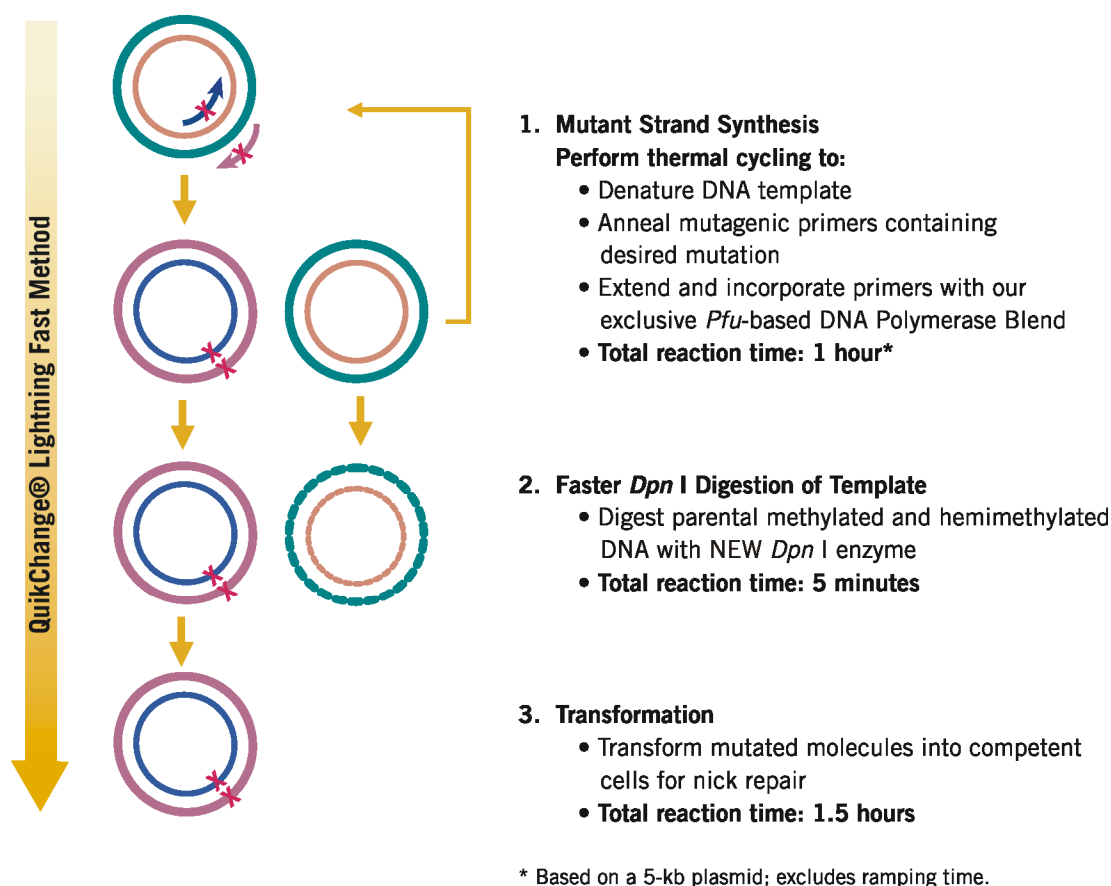 QuikChange® Lightning Fast Method
1. Mutant Strand Synthesis
Perform thermal cycling to:
• Denature DNA template
• Anneal mutagenic primers containing
desired mutation
• Extend and incorporate primers with our
exclusive Pfu-based DNA Polymerase Blend
• Total reaction time: 1 hour*
2. Faster Dpn I Digestion of Template
• Digest parental methylated and hemimethylated
DNA with NEW Dpn I enzyme
• Total reaction time: 5 minutes
3. Transformation
• Transform mutated molecules into competent
cells for nick repair
• Total reaction time: 1.5 hours
* Based on a 5-kb plasmid; excludes ramping time.